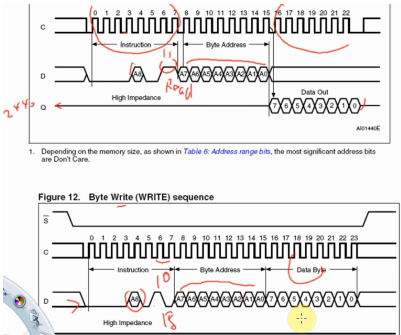 0 1 2 3 4 5 6 7 8 9 10 11 12 13 14 15 16 17 18 19 20 21 22
C
Instruction Byte Address
11
D A8 A7 A6 A5 A4 A3 A2 A1 A0
Read
High Impedance Data Out
Q 7 6 5 4 3 2 1 0
AI01440E
1. Depending on the memory size, as shown in Table 6: Address range bits, the most significant address bits
are Don't Care.
Figure 12. Byte Write (WRITE) sequence
S
0 1 2 3 4 5 6 7 8 9 10 11 12 13 14 15 16 17 18 19 20 21 22 23
C
Instruction Byte Address Data Byte
10
D A8 A7 A6 A5 A4 A3 A2 A1 A0 7 6 5 4 3 2 1 0
High Impedance